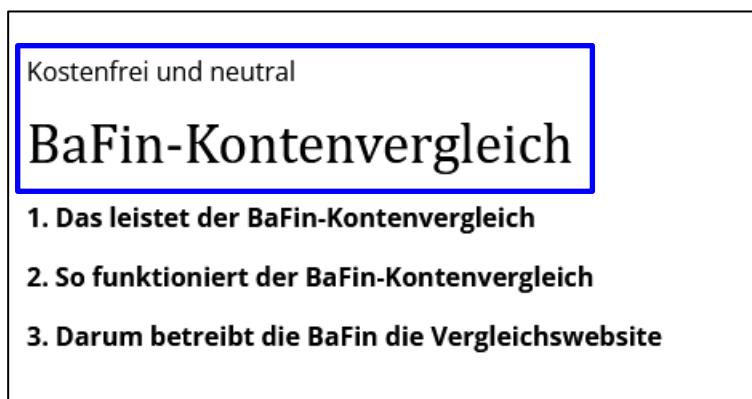 Kostenfrei und neutral
BaFin-Kontenvergleich
1. Das leistet der BaFin-Kontenvergleich
2. So funktioniert der BaFin-Kontenvergleich
3. Darum betreibt die BaFin die Vergleichswebsite